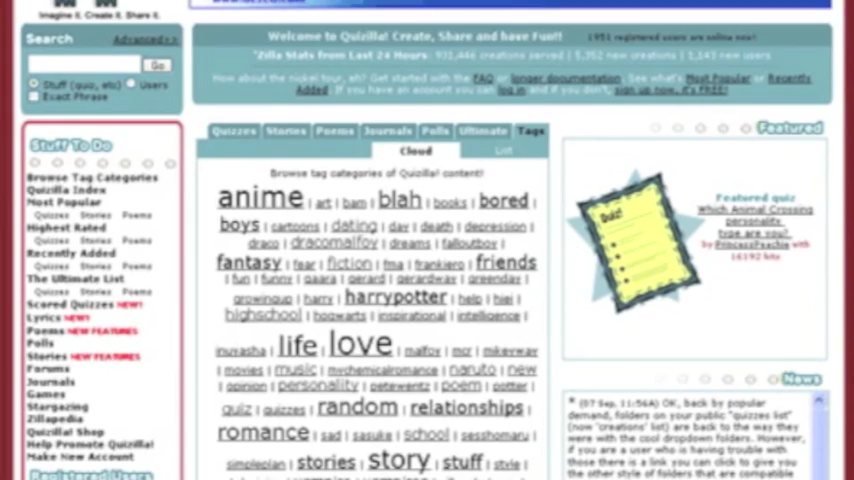 Imagine it. Create it. Share it.
Search
Advanced>>
Go
Stuff (quiz, etc) Users
Exact Phrase
Welcome to Quizilla! Create, Share and have Fun!!
1951 registered users are online now!
'Zilla Stats from Last 24 Hours- 931,446 creations served | 5,352 new creations | 1,143 new users
How about the nickel tour, eh? Get started with the FAQ or longer documentation. See what's Most Popular or Recently
Added. If you have an account you can log in and if you don't, sign up now, it's FREE!
Stuff To Do
Browse Tag Categories
Quizilla Index
Most Popular
Quizzes Stories Poems
Highest Rated
Quizzes Stories Poems
Recently Added
Quizzes Stories Poems
The Ultimate List
Quizzes Stories Poems
Scored Quizzes NEW!
Lyrics NEW!
Poems NEW FEATURES
Polls
Stories NEW FEATURES
Forums
Journals
Games
Stargazing
Zillapedia
Quizilla! Shop
Help Promote Quizilla!
Make New Account
Registered Users
Quizzes Stories Poems Journals Polls Ultimate Tags
Cloud List
Browse tag categories of Quizilla! content!
anime | art | bam | blah | books | bored |
boys | cartoons | dating | day | death | depression |
draco | dracomalfoy | dreams | falloutboy |
fantasy | fear | fiction | fma | frankiero | friends
| fun | funny | gaara | gerard | gerardway | greenday |
growingup | harry | harrypotter | help | hiei |
highschool | hogwarts | inspirational | intelligence |
inuyasha | life | love | malfoy | mcr | mikeyway
| movies | music | mychemicalromance | naruto | new
| opinion | personality | petewentz | poem | potter |
quiz | quizzes | random | relationships |
romance | sad | sasuke | school | sesshomaru |
simpleplan | stories | story | stuff | style |
Featured
Quiz!
Featured quiz
Which Animal Crossing
personality
type are you?
by PrincessPeachie with
16192 hits
News
* (07 Sep, 11:56A) OK, back by popular
demand, folders on your public "quizzes list"
(now 'creations list) are back to the way they
were with the cool dropdown folders. However,
if you are a user who is having trouble with
those there is a link you can click to give you
the other style of folders that are compatible